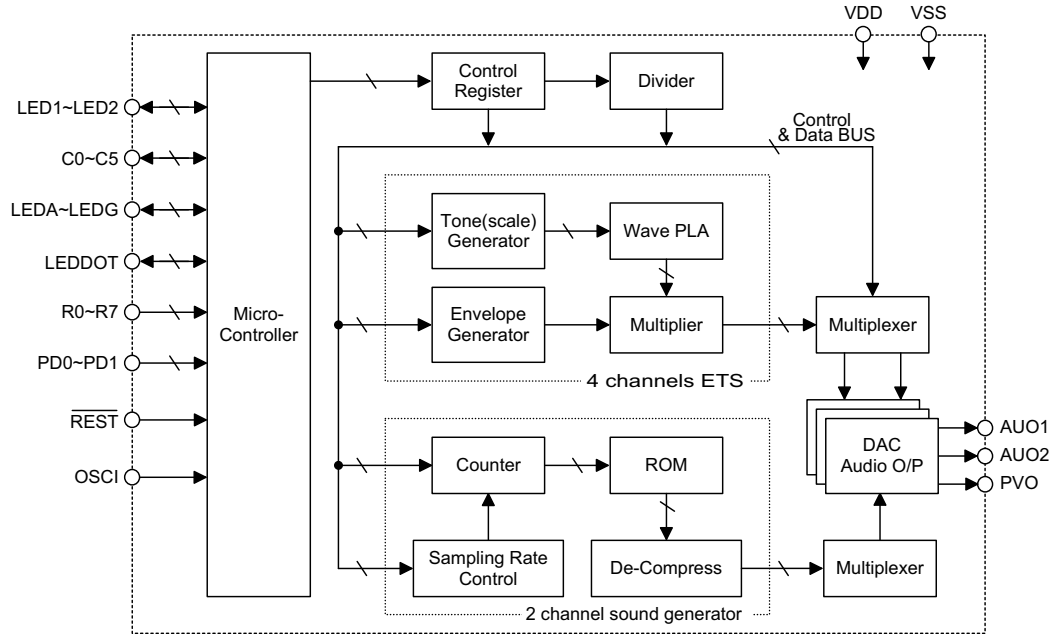 VDD
VSS
LED1~LED2
C0~C5
LEDA~LEDG
LEDDOT
R0~R7
PD0~PD1
REST
OSCI
Micro-
Controller
Control
Register
Divider
Control
& Data BUS
Tone(scale)
Generator
Wave PLA
Envelope
Generator
Multiplier
Multiplexer
4 channels ETS
DAC
Audio O/P
AUO1
AUO2
PVO
Counter
ROM
Sampling Rate
Control
De-Compress
Multiplexer
2 channel sound generator